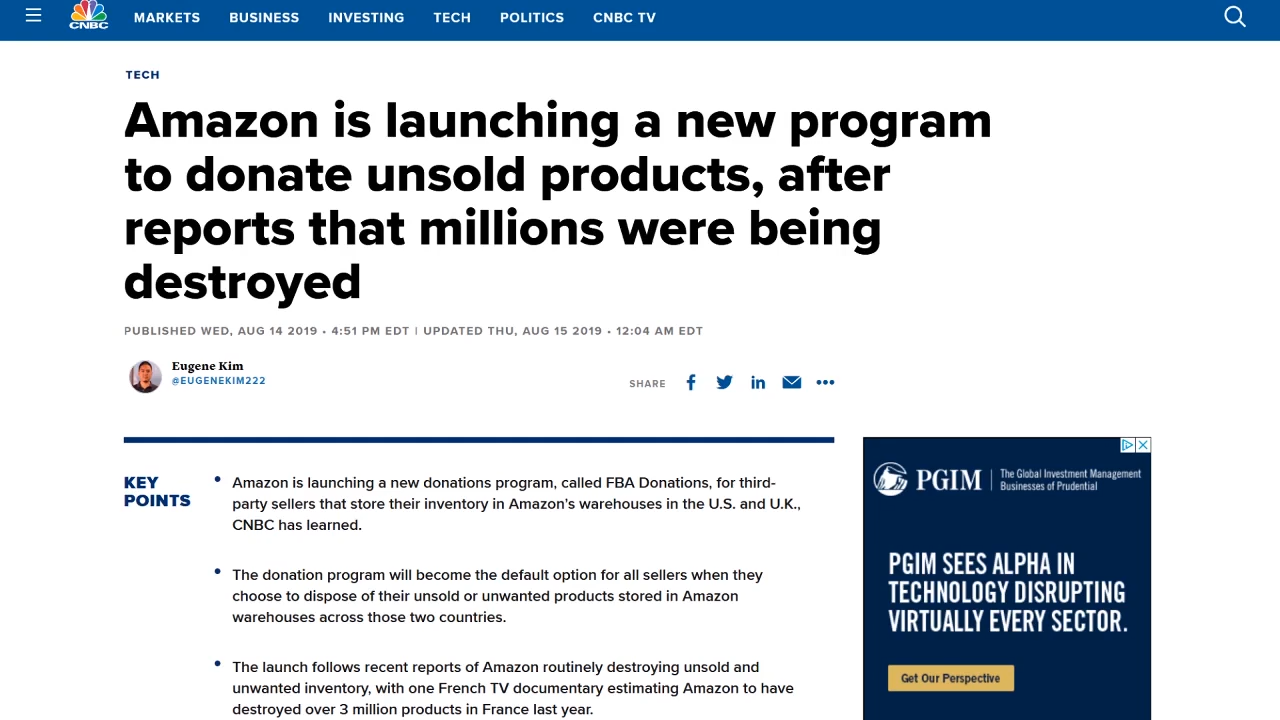 CNBC
MARKETS BUSINESS INVESTING TECH POLITICS CNBC TV
TECH
Amazon is launching a new program
to donate unsold products, after
reports that millions were being
destroyed
PUBLISHED WED, AUG 14 2019 • 4:51 PM EDT | UPDATED THU, AUG 15 2019 • 12:04 AM EDT
Eugene Kim
@EUGENEKIM222
SHARE
KEY
POINTS
• Amazon is launching a new donations program, called FBA Donations, for third-
party sellers that store their inventory in Amazon's warehouses in the U.S. and U.K.,
CNBC has learned.
• The donation program will become the default option for all sellers when they
choose to dispose of their unsold or unwanted products stored in Amazon
warehouses across those two countries.
• The launch follows recent reports of Amazon routinely destroying unsold and
unwanted inventory, with one French TV documentary estimating Amazon to have
destroyed over 3 million products in France last year.
PGIM
The Global Investment Management
Businesses of Prudential
PGIM SEES ALPHA IN
TECHNOLOGY DISRUPTING
VIRTUALLY EVERY SECTOR.
Get Our Perspective